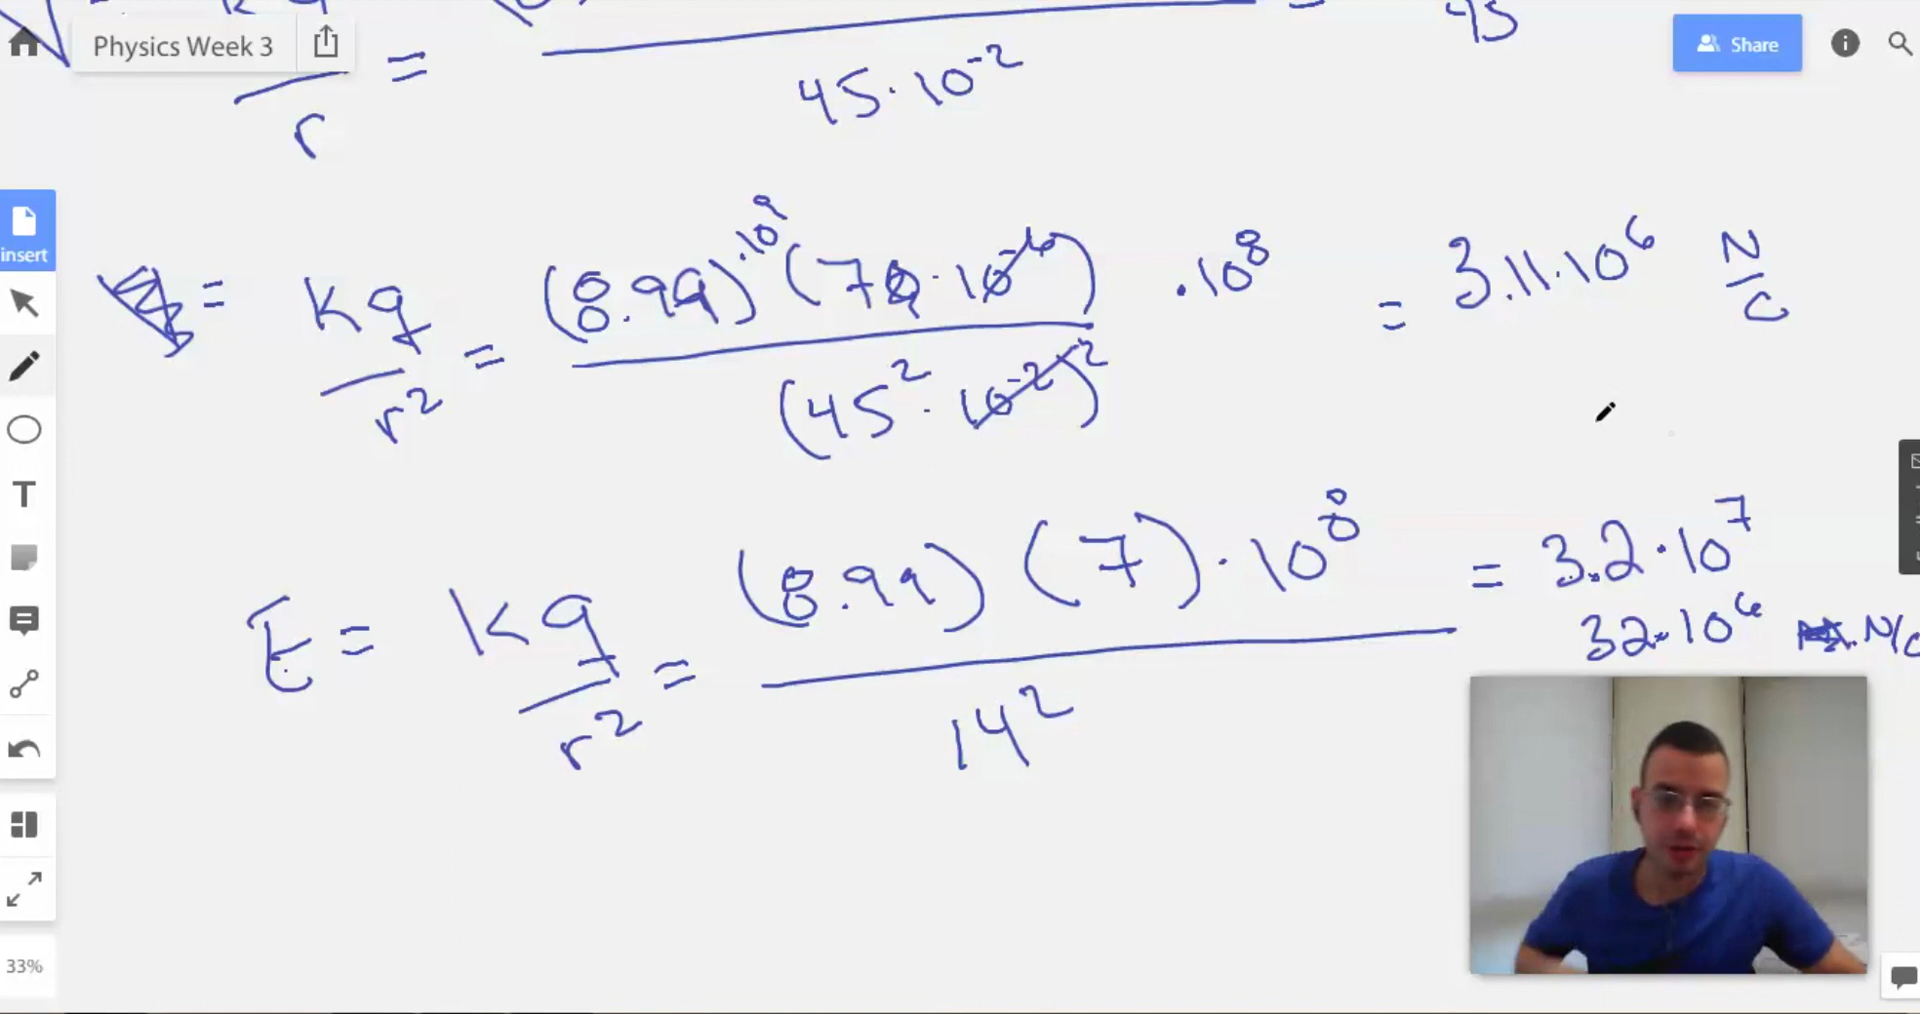 Physics Week 3
Share
r = 45·10⁻² = 45
insert
= kq/r² = (8.99)·10⁹ (70·10⁻⁶) / (45²·10⁻²)² ·10⁸ = 3.11·10⁶ N/C
T
E = kq/r² = (8.99)(7)·10⁸ / 14² = 3.2·10⁷
32·10⁶ N/C
33%